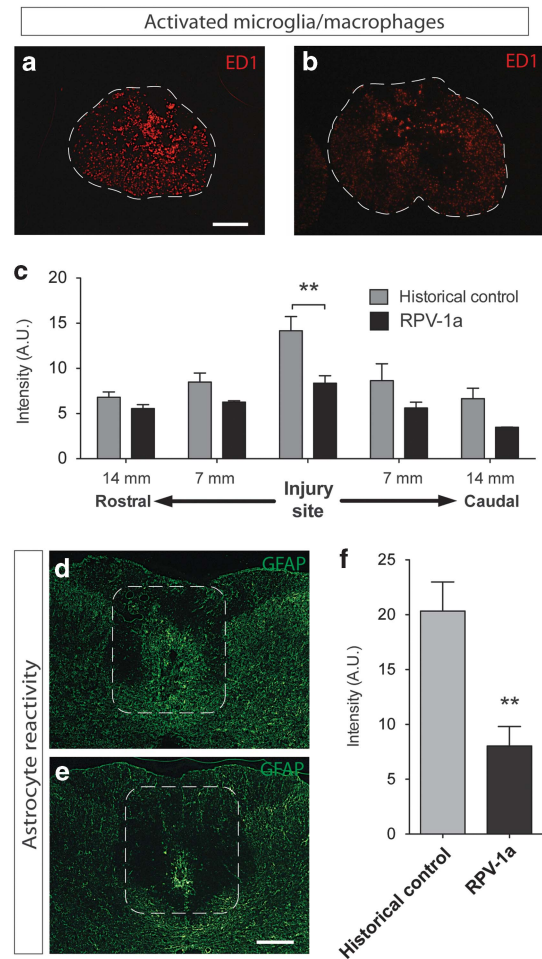 Activated microglia/macrophages
a
ED1
b
ED1
c
20
15
10
5
0
Intensity (A.U.)
**
Historical control
RPV-1a
14 mm
7 mm
Injury site
7 mm
14 mm
Rostral
Caudal
Astrocyte reactivity
d
GFAP
e
GFAP
f
25
20
15
10
5
0
Intensity (A.U.)
**
Historical control
RPV-1a